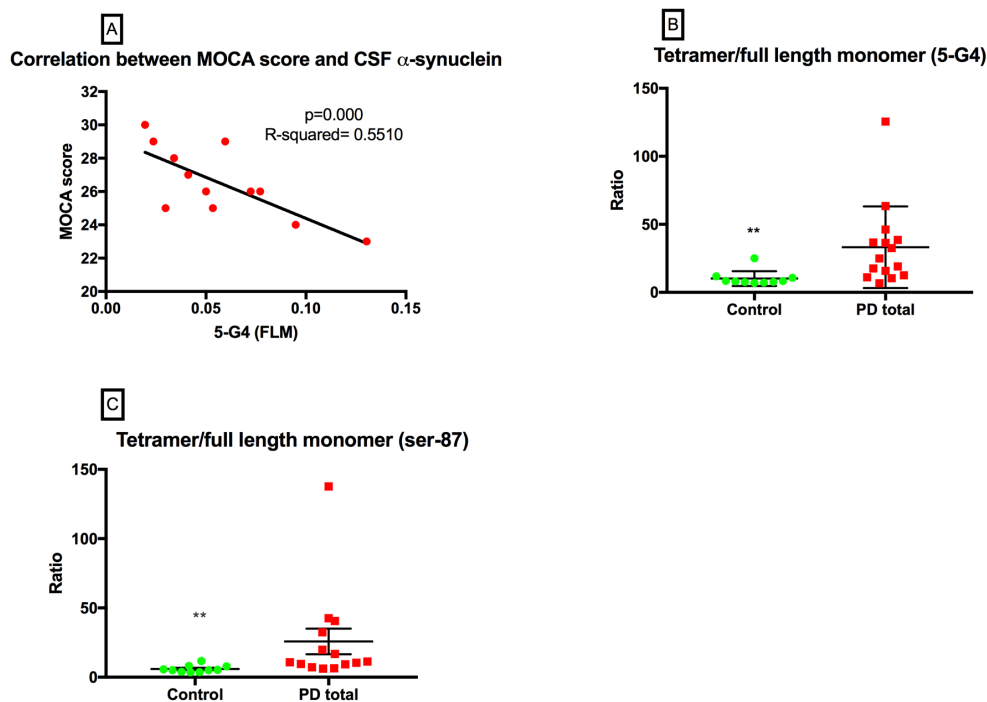 A
Correlation between MOCA score and CSF α-synuclein
32
30
28
26
24
22
20
MOCA score
p=0.000
R-squared= 0.5510
0.00
0.05
0.10
0.15
5-G4 (FLM)
B
Tetramer/full length monomer (5-G4)
150
100
50
0
Ratio
**
Control
PD total
C
Tetramer/full length monomer (ser-87)
150
100
50
0
Ratio
**
Control
PD total